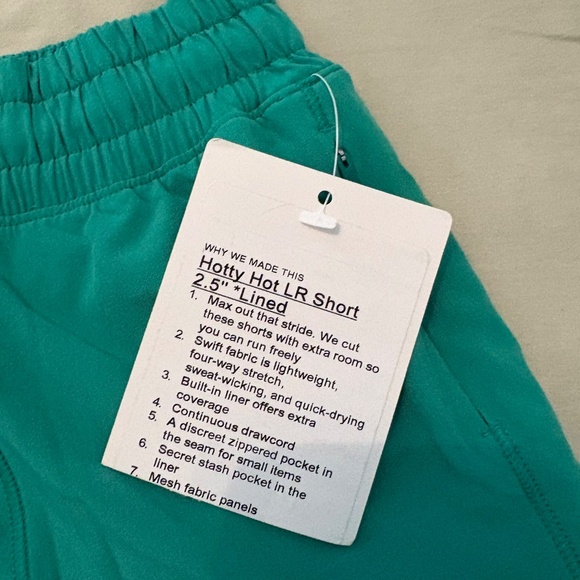 WHY WE MADE THIS
Hotty Hot LR Short
2.5" *Lined
1. Max out that stride. We cut
these shorts with extra room so
you can run freely
2. Swift fabric is lightweight,
four-way stretch,
sweat-wicking, and quick-drying
3. Built-in liner offers extra
coverage
4. Continuous drawcord
5. A discreet zippered pocket in
the seam for small items
6. Secret stash pocket in the
liner
7. Mesh fabric panels